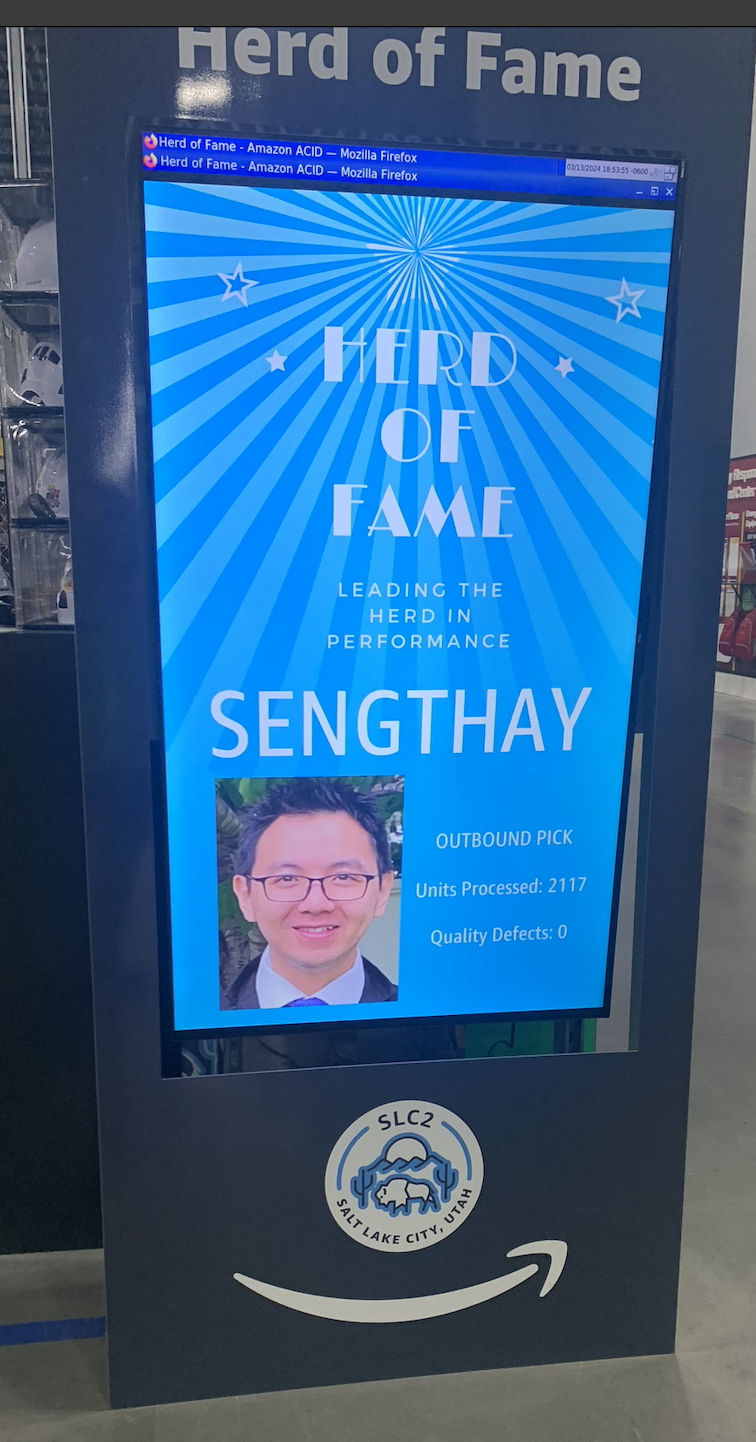 Herd of Fame
Herd of Fame - Amazon ACID — Mozilla Firefox
03/13/2024 18:53:55 -0600
Herd of Fame - Amazon ACID — Mozilla Firefox
HERD
OF
FAME
LEADING THE
HERD IN
PERFORMANCE
SENGTHAY
OUTBOUND PICK
Units Processed: 2117
Quality Defects: 0
SLC2
SALT LAKE CITY, UTAH